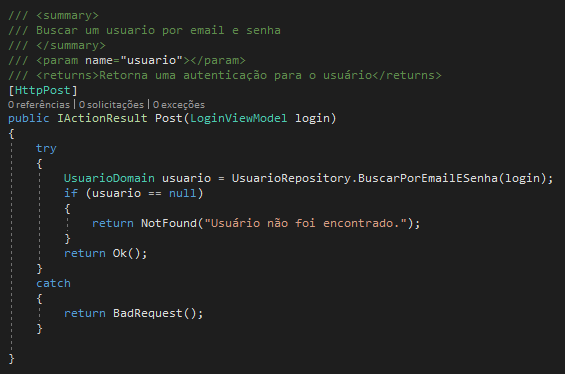 /// <summary>
/// Buscar um usuario por email e senha
/// </summary>
/// <param name="usuario"></param>
/// <returns>Retorna uma autenticação para o usuário</returns>
[HttpPost]
0 referências | 0 solicitações | 0 exceções
public IActionResult Post(LoginViewModel login)
{
try
{
UsuarioDomain usuario = UsuarioRepository.BuscarPorEmailESenha(login);
if (usuario == null)
{
return NotFound("Usuário não foi encontrado.");
}
return Ok();
}
catch
{
return BadRequest();
}
}